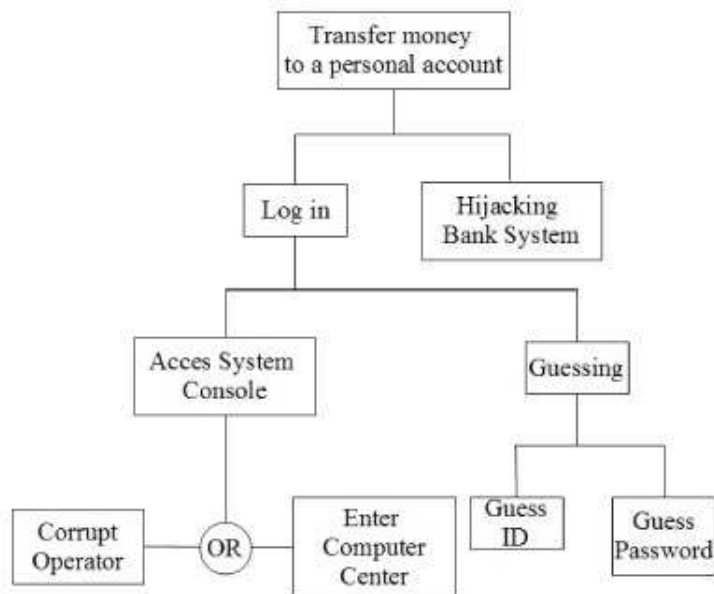 Transfer money
to a personal account
Log in
Hijacking
Bank System
Acces System
Console
Guessing
Corrupt
Operator
OR
Enter
Computer
Center
Guess
ID
Guess
Password